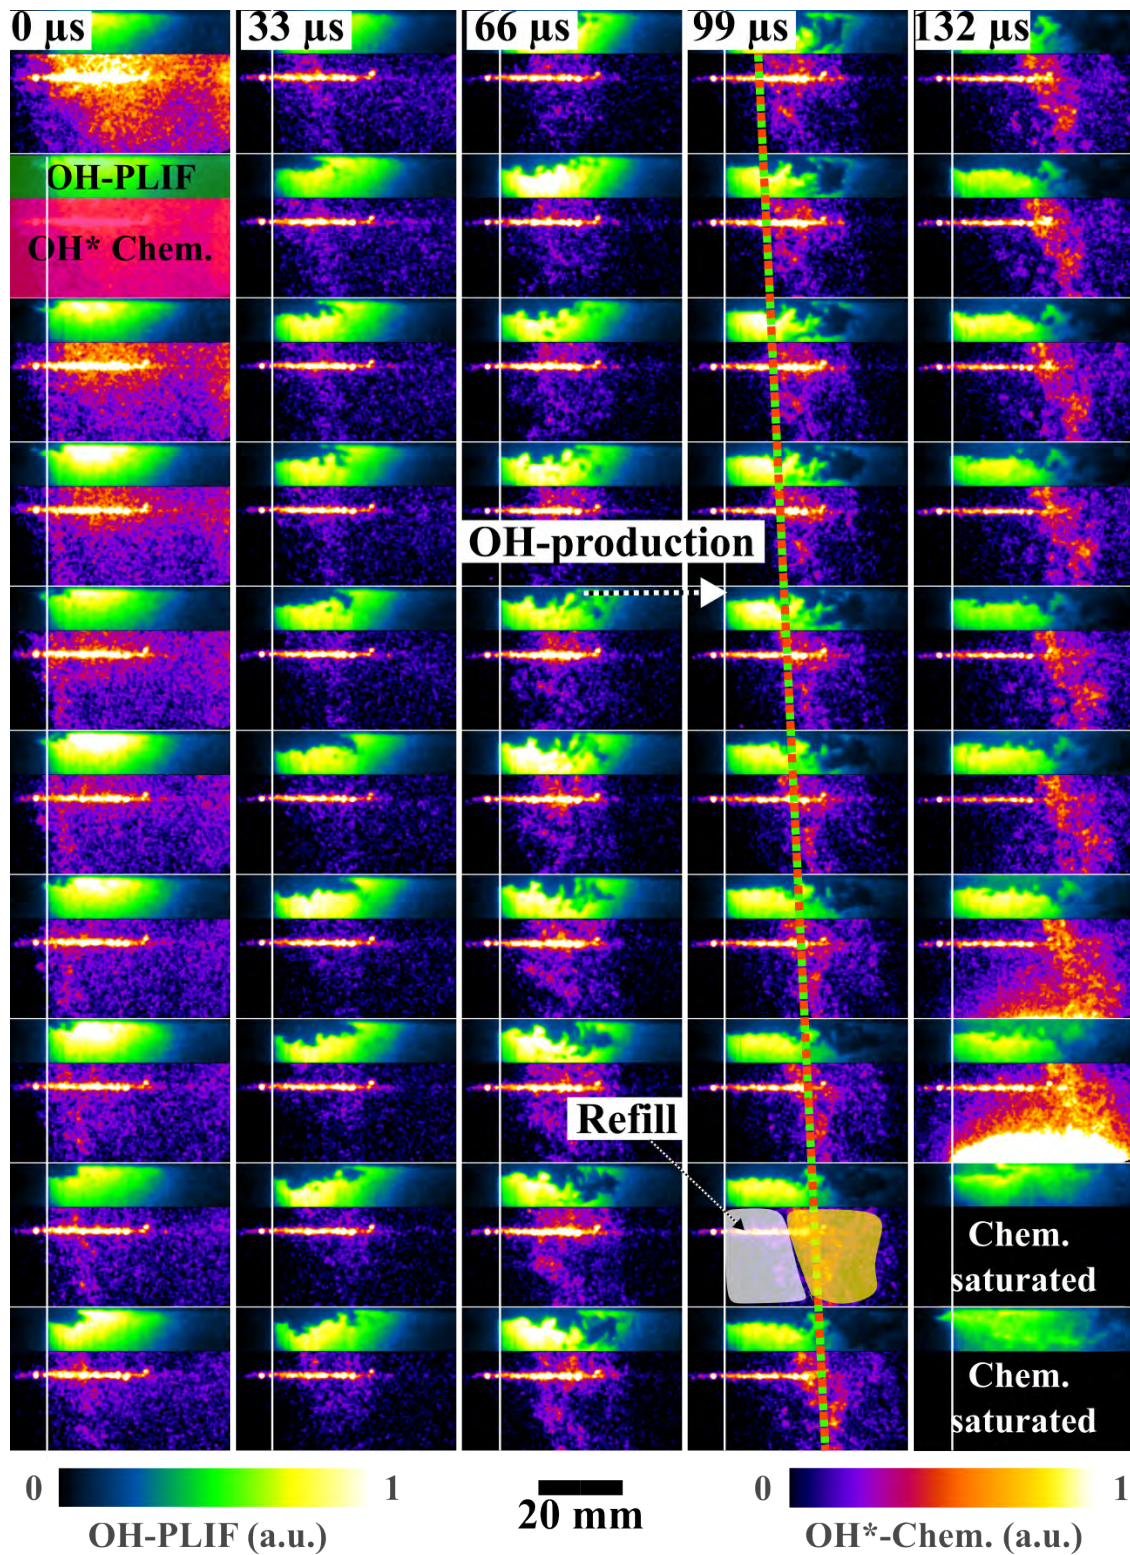 0 µs
33 µs
66 µs
99 µs
132 µs
OH-PLIF
OH* Chem.
OH-production
Refill
Chem.
saturated
Chem.
saturated
0
1
OH-PLIF (a.u.)
20 mm
0
1
OH*-Chem. (a.u.)